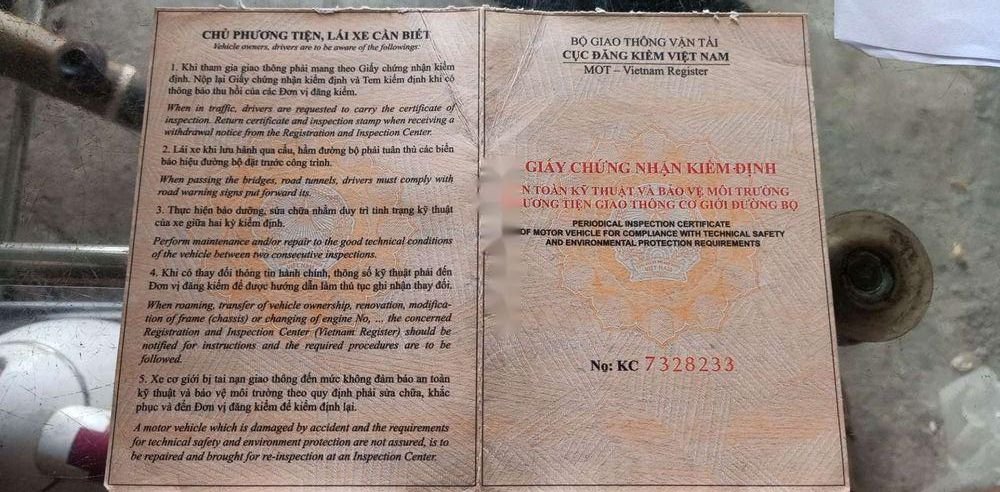 CHỦ PHƯƠNG TIỆN, LÁI XE CẦN BIẾT
Vehicle owners, drivers are to be aware of the followings:
1. Khi tham gia giao thông phải mang theo Giấy chứng nhận kiểm
định. Nộp lại Giấy chứng nhận kiểm định và Tem kiểm định khi có
thông báo thu hồi của các Đơn vị đăng kiểm.
When in traffic, drivers are requested to carry the certificate of
inspection. Return certificate and inspection stamp when receiving a
withdrawal notice from the Registration and Inspection Center.
2. Lái xe khi lưu hành qua cầu, hầm đường bộ phải tuân thủ các biển
báo hiệu đường bộ đặt trước công trình.
When passing the bridges, road tunnels, drivers must comply with
road warning signs put forward its.
3. Thực hiện bảo dưỡng, sửa chữa nhằm duy trì tình trạng kỹ thuật
của xe giữa hai kỳ kiểm định.
Perform maintenance and/or repair to the good technical conditions
of the vehicle between two consecutive inspections.
4. Khi có thay đổi thông tin hành chính, thông số kỹ thuật phải đến
Đơn vị đăng kiểm để được hướng dẫn làm thủ tục ghi nhận thay đổi.
When roaming, transfer of vehicle ownership, renovation, modifica-
tion of frame (chassis) or changing of engine No, ..., the concerned
Registration and Inspection Center (Vietnam Register) should be
notified for instructions and the required procedures are to be
followed.
5. Xe cơ giới bị tai nạn giao thông đến mức không đảm bảo an toàn
kỹ thuật và bảo vệ môi trường theo quy định phải sửa chữa, khắc
phục và đến Đơn vị đăng kiểm để kiểm định lại.
A motor vehicle which is damaged by accident and the requirements
for technical safety and environment protection are not assured, is to
be repaired and brought for re-inspection at an Inspection Center.
BỘ GIAO THÔNG VẬN TẢI
CỤC ĐĂNG KIỂM VIỆT NAM
MOT – Vietnam Register
GIẤY CHỨNG NHẬN KIỂM ĐỊNH
N TOÀN KỸ THUẬT VÀ BẢO VỆ MÔI TRƯỜNG
ƯƠNG TIỆN GIAO THÔNG CƠ GIỚI ĐƯỜNG BỘ
PERIODICAL INSPECTION CERTIFICATE
OF MOTOR VEHICLE FOR COMPLIANCE WITH TECHNICAL SAFETY
AND ENVIRONMENTAL PROTECTION REQUIREMENTS
VIỆT NAM
No: KC 7328233